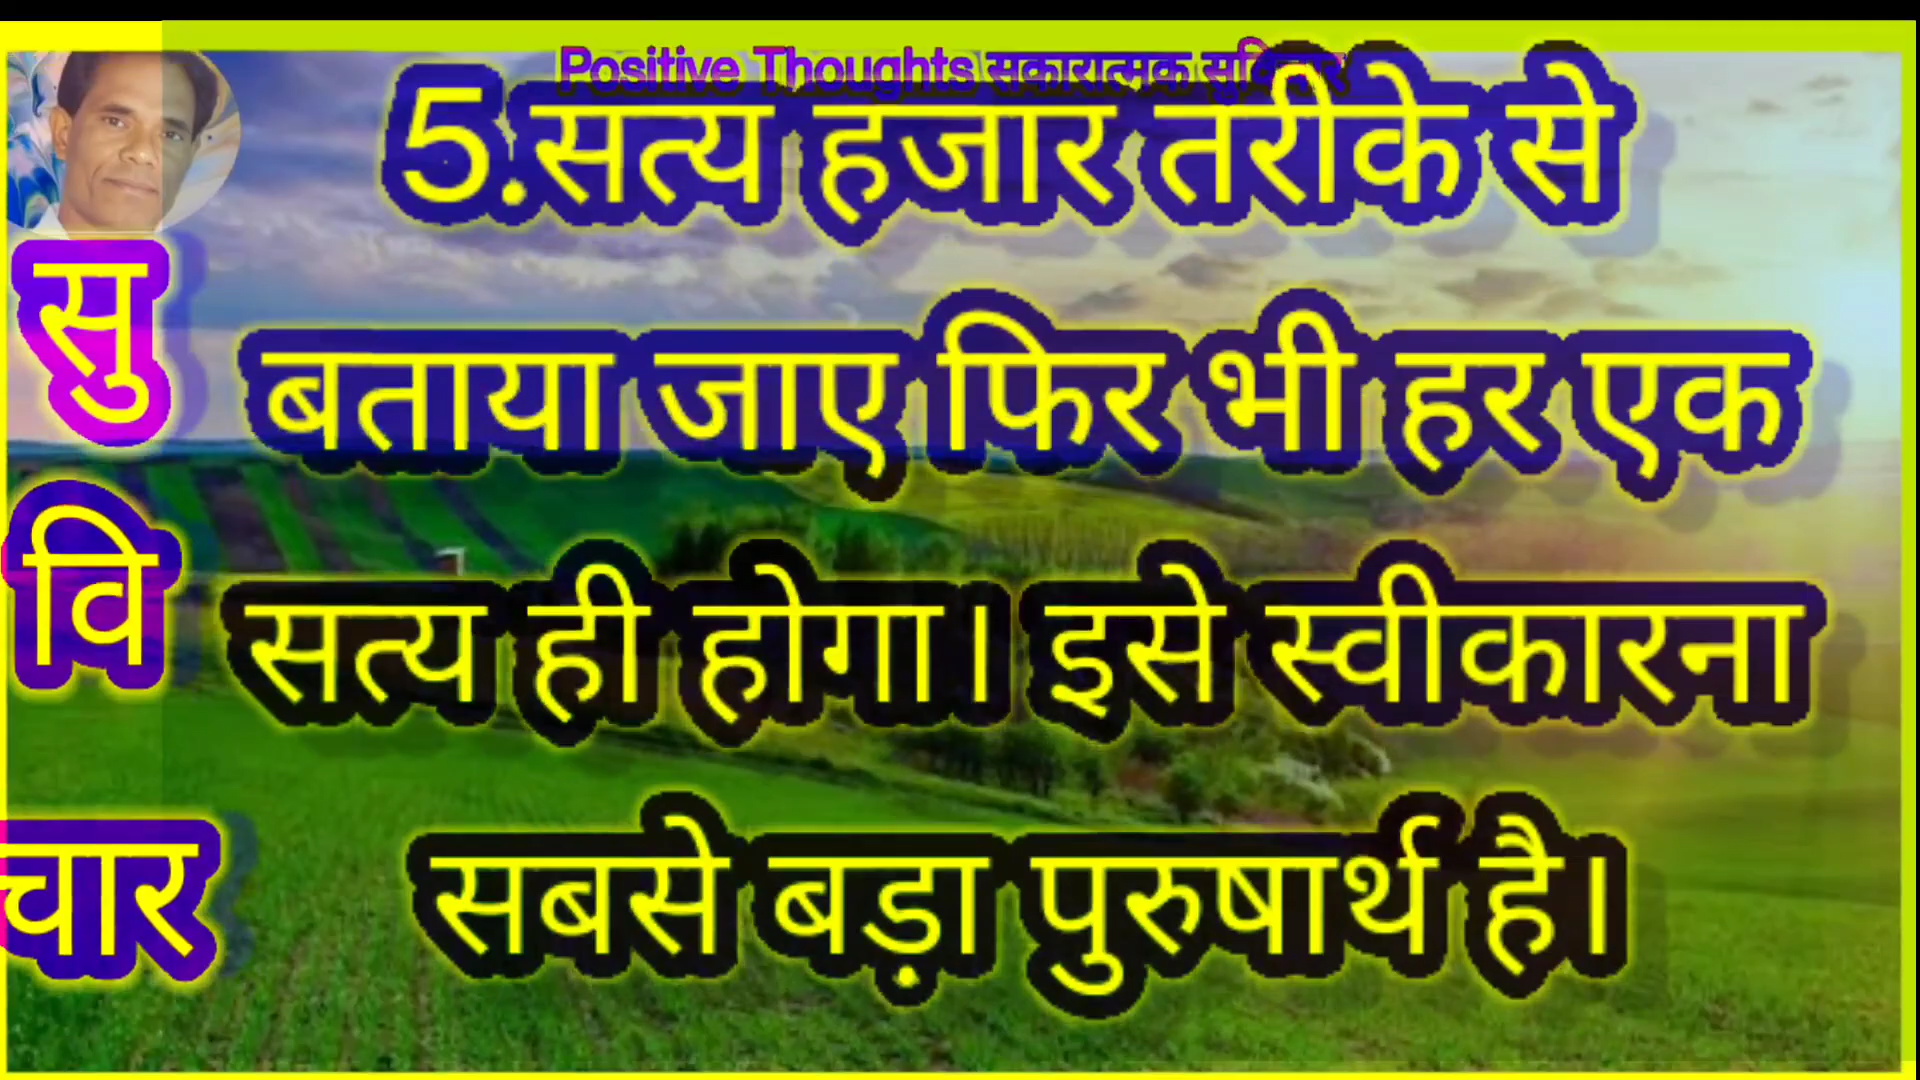 Positive Thoughts सकारात्मक सुविचार
5.सत्य हजार तरीके से
बताया जाए फिर भी हर एक
सत्य ही होगा। इसे स्वीकारना
सबसे बड़ा पुरुषार्थ है।
सु
वि
चार